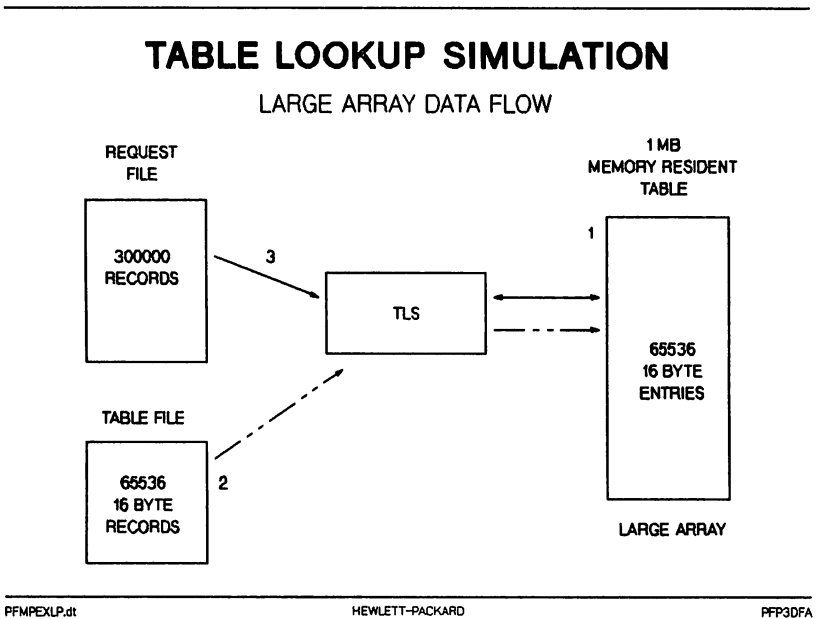 TABLE LOOKUP SIMULATION
LARGE ARRAY DATA FLOW
REQUEST
FILE
300000
RECORDS
3
TLS
1 MB
MEMORY RESIDENT
TABLE
1
65536
16 BYTE
ENTRIES
LARGE ARRAY
TABLE FILE
65536
16 BYTE
RECORDS
2
PFMPEXLP.dt
HEWLETT-PACKARD
PFP3DFA